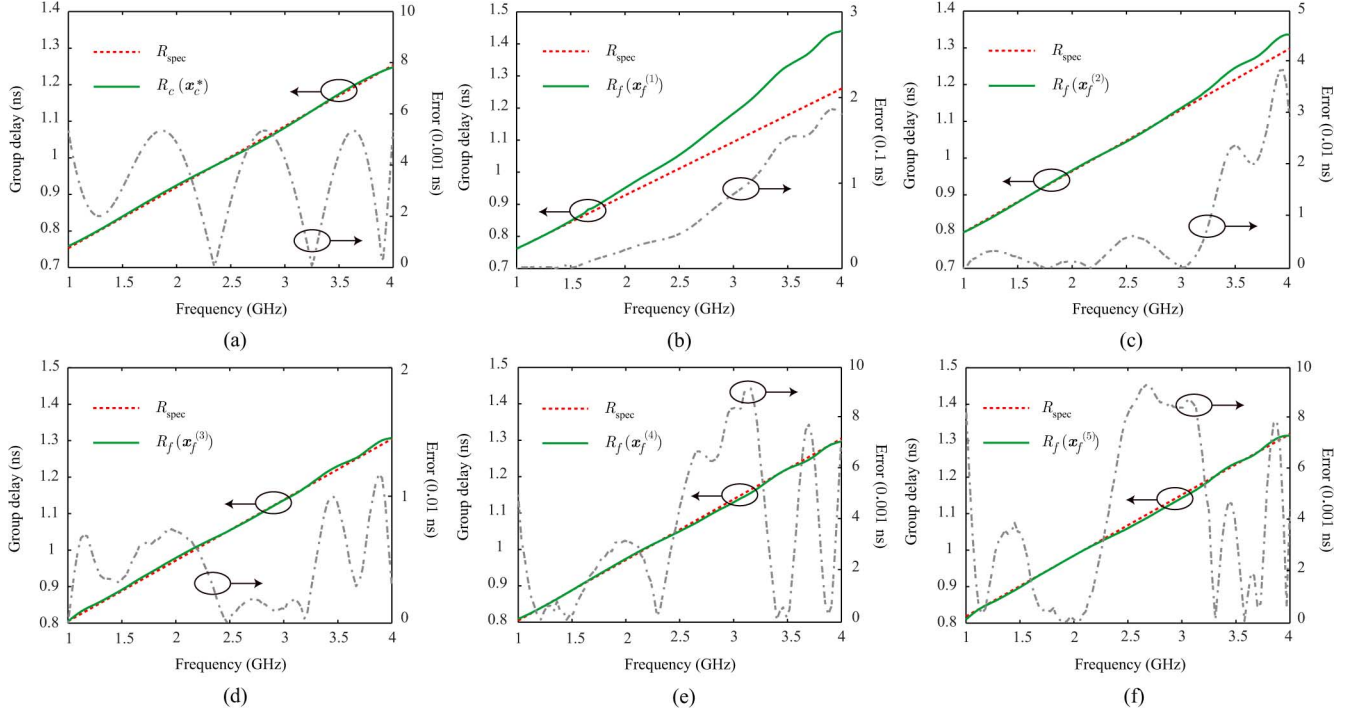 1.4
1.3
1.2
1.1
1
0.9
0.8
0.7
Group delay (ns)
R_spec
R_c (x_c^*)
10
8
6
4
2
0
Error (0.001 ns)
1 1.5 2 2.5 3 3.5 4
Frequency (GHz)
(a)
1.5
1.4
1.3
1.2
1.1
1
0.9
0.8
0.7
Group delay (ns)
R_spec
R_f (x_f^(1))
3
2
1
0
Error (0.1 ns)
1 1.5 2 2.5 3 3.5 4
Frequency (GHz)
(b)
1.4
1.3
1.2
1.1
1
0.9
0.8
0.7
Group delay (ns)
R_spec
R_f (x_f^(2))
5
4
3
2
1
0
Error (0.01 ns)
1 1.5 2 2.5 3 3.5 4
Frequency (GHz)
(c)
1.5
1.4
1.3
1.2
1.1
1
0.9
0.8
Group delay (ns)
R_spec
R_f (x_f^(3))
2
1
0
Error (0.01 ns)
1 1.5 2 2.5 3 3.5 4
Frequency (GHz)
(d)
1.5
1.4
1.3
1.2
1.1
1
0.9
0.8
Group delay (ns)
R_spec
R_f (x_f^(4))
10
8
6
4
2
0
Error (0.001 ns)
1 1.5 2 2.5 3 3.5 4
Frequency (GHz)
(e)
1.5
1.4
1.3
1.2
1.1
1
0.9
0.8
Group delay (ns)
R_spec
R_f (x_f^(5))
10
8
6
4
2
0
Error (0.001 ns)
1 1.5 2 2.5 3 3.5 4
Frequency (GHz)
(f)